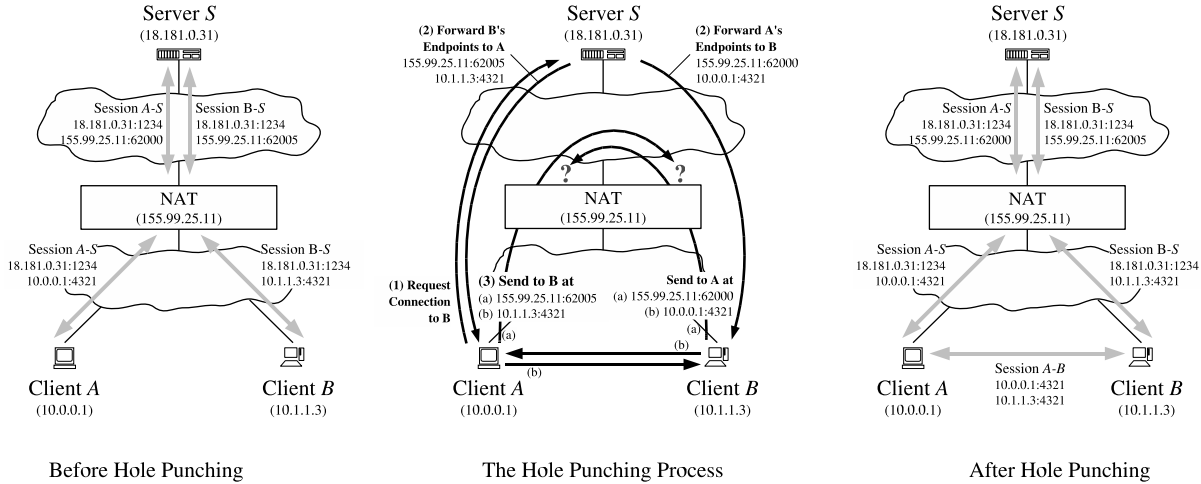 Server S
(18.181.0.31)
Session A-S
18.181.0.31:1234
155.99.25.11:62000
Session B-S
18.181.0.31:1234
155.99.25.11:62005
NAT
(155.99.25.11)
Session A-S
18.181.0.31:1234
10.0.0.1:4321
Session B-S
18.181.0.31:1234
10.1.1.3:4321
Client A
(10.0.0.1)
Client B
(10.1.1.3)
Before Hole Punching
Server S
(18.181.0.31)
(2) Forward B's
Endpoints to A
155.99.25.11:62005
10.1.1.3:4321
(2) Forward A's
Endpoints to B
155.99.25.11:62000
10.0.0.1:4321
? ?
NAT
(155.99.25.11)
(1) Request
Connection
to B
(3) Send to B at
(a) 155.99.25.11:62005
(b) 10.1.1.3:4321
Send to A at
(a) 155.99.25.11:62000
(b) 10.0.0.1:4321
(a)
(a)
(b)
(b)
Client A
(10.0.0.1)
Client B
(10.1.1.3)
The Hole Punching Process
Server S
(18.181.0.31)
Session A-S
18.181.0.31:1234
155.99.25.11:62000
Session B-S
18.181.0.31:1234
155.99.25.11:62005
NAT
(155.99.25.11)
Session A-S
18.181.0.31:1234
10.0.0.1:4321
Session B-S
18.181.0.31:1234
10.1.1.3:4321
Client A
(10.0.0.1)
Session A-B
10.0.0.1:4321
10.1.1.3:4321
Client B
(10.1.1.3)
After Hole Punching